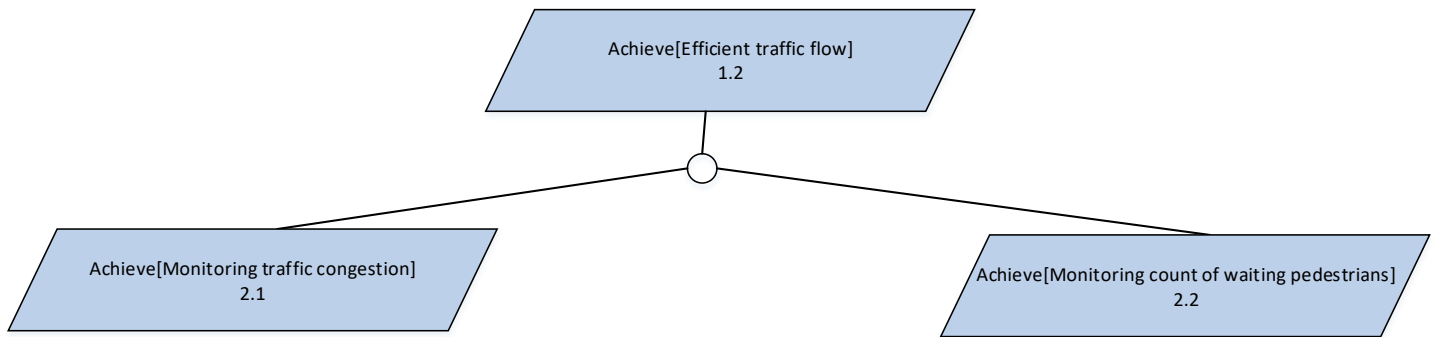 Achieve[Efficient traffic flow]
1.2
Achieve[Monitoring traffic congestion]
2.1
Achieve[Monitoring count of waiting pedestrians]
2.2